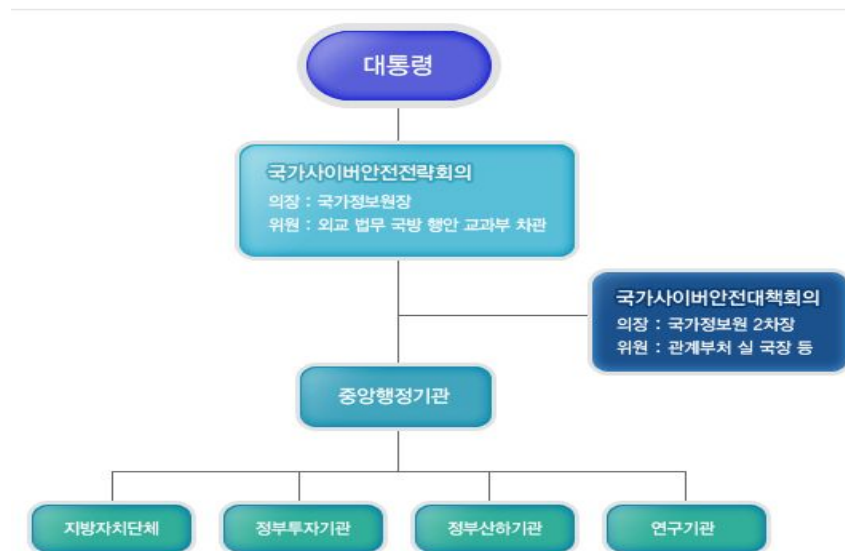 대통령
국가사이버안전전략회의
의장 : 국가정보원장
위원 : 외교 법무 국방 행안 교과부 차관
국가사이버안전대책회의
의장 : 국가정보원 2차장
위원 : 관계부처 실 국장 등
중앙행정기관
지방자치단체
정부투자기관
정부산하기관
연구기관